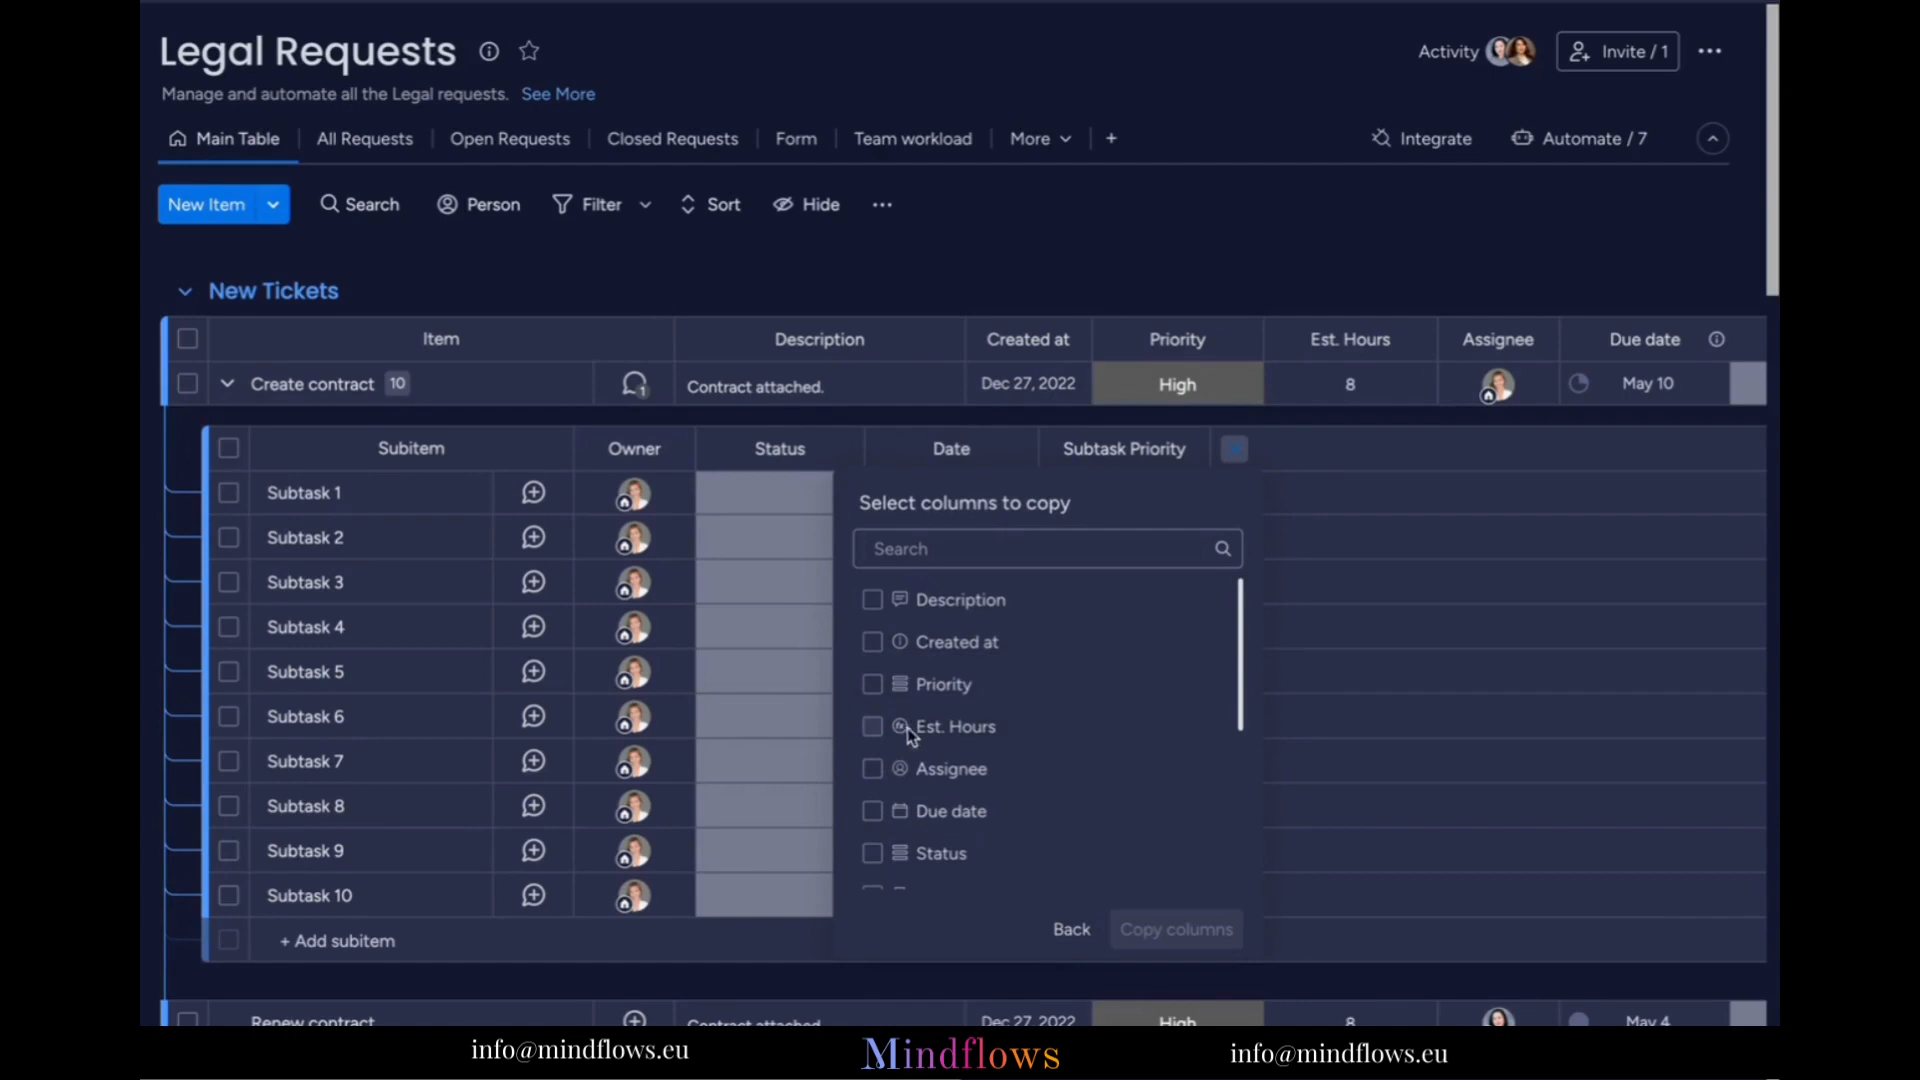 Legal Requests
Activity
Invite / 1
Manage and automate all the Legal requests. See More
Main Table
All Requests
Open Requests
Closed Requests
Form
Team workload
More
+
Integrate
Automate / 7
New Item
Search
Person
Filter
Sort
Hide
New Tickets
Item Description Created at Priority Est. Hours Assignee Due date
Create contract 10 1 Contract attached. Dec 27, 2022 High 8 May 10
Subitem Owner Status Date Subtask Priority
Subtask 1
Subtask 2
Subtask 3
Subtask 4
Subtask 5
Subtask 6
Subtask 7
Subtask 8
Subtask 9
Subtask 10
+ Add subitem
Select columns to copy
Search
Description
Created at
Priority
Est. Hours
Assignee
Due date
Status
Back
Copy columns
Renew contract Contract attached Dec 27, 2022 High 8 May 4
info@mindflows.eu
Mindflows
info@mindflows.eu